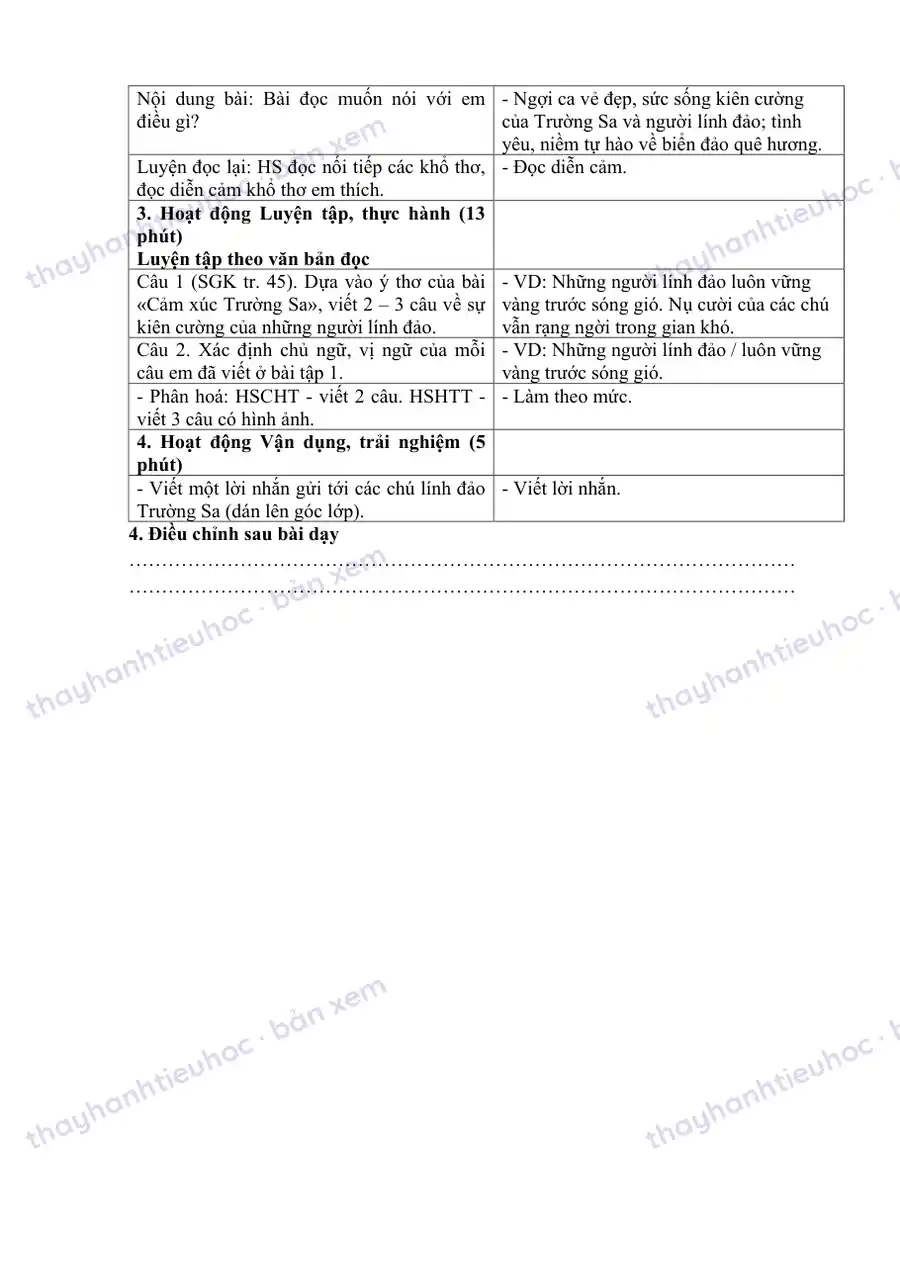 Nội dung bài: Bài đọc muốn nói với em
điều gì?
- Ngợi ca vẻ đẹp, sức sống kiên cường
của Trường Sa và người lính đảo; tình
yêu, niềm tự hào về biển đảo quê hương.
Luyện đọc lại: HS đọc nối tiếp các khổ thơ,
đọc diễn cảm khổ thơ em thích.
- Đọc diễn cảm.
3. Hoạt động Luyện tập, thực hành (13
phút)
Luyện tập theo văn bản đọc
Câu 1 (SGK tr. 45). Dựa vào ý thơ của bài
«Cảm xúc Trường Sa», viết 2 – 3 câu về sự
kiên cường của những người lính đảo.
- VD: Những người lính đảo luôn vững
vàng trước sóng gió. Nụ cười của các chú
vẫn rạng ngời trong gian khó.
Câu 2. Xác định chủ ngữ, vị ngữ của mỗi
câu em đã viết ở bài tập 1.
- VD: Những người lính đảo / luôn vững
vàng trước sóng gió.
- Phân hoá: HSCHT - viết 2 câu. HSHTT -
viết 3 câu có hình ảnh.
- Làm theo mức.
4. Hoạt động Vận dụng, trải nghiệm (5
phút)
- Viết một lời nhắn gửi tới các chú lính đảo
Trường Sa (dán lên góc lớp).
- Viết lời nhắn.
4. Điều chỉnh sau bài dạy
……………………………………………………………………………………
……………………………………………………………………………………
thayhanhtieuhoc · bản xem
thayhanhtieuhoc · b
thayhanhtieuhoc · bản xem
thayhanhtieuhoc · b
thayhanhtieuhoc · bản xem
thayhanhtieuhoc · b